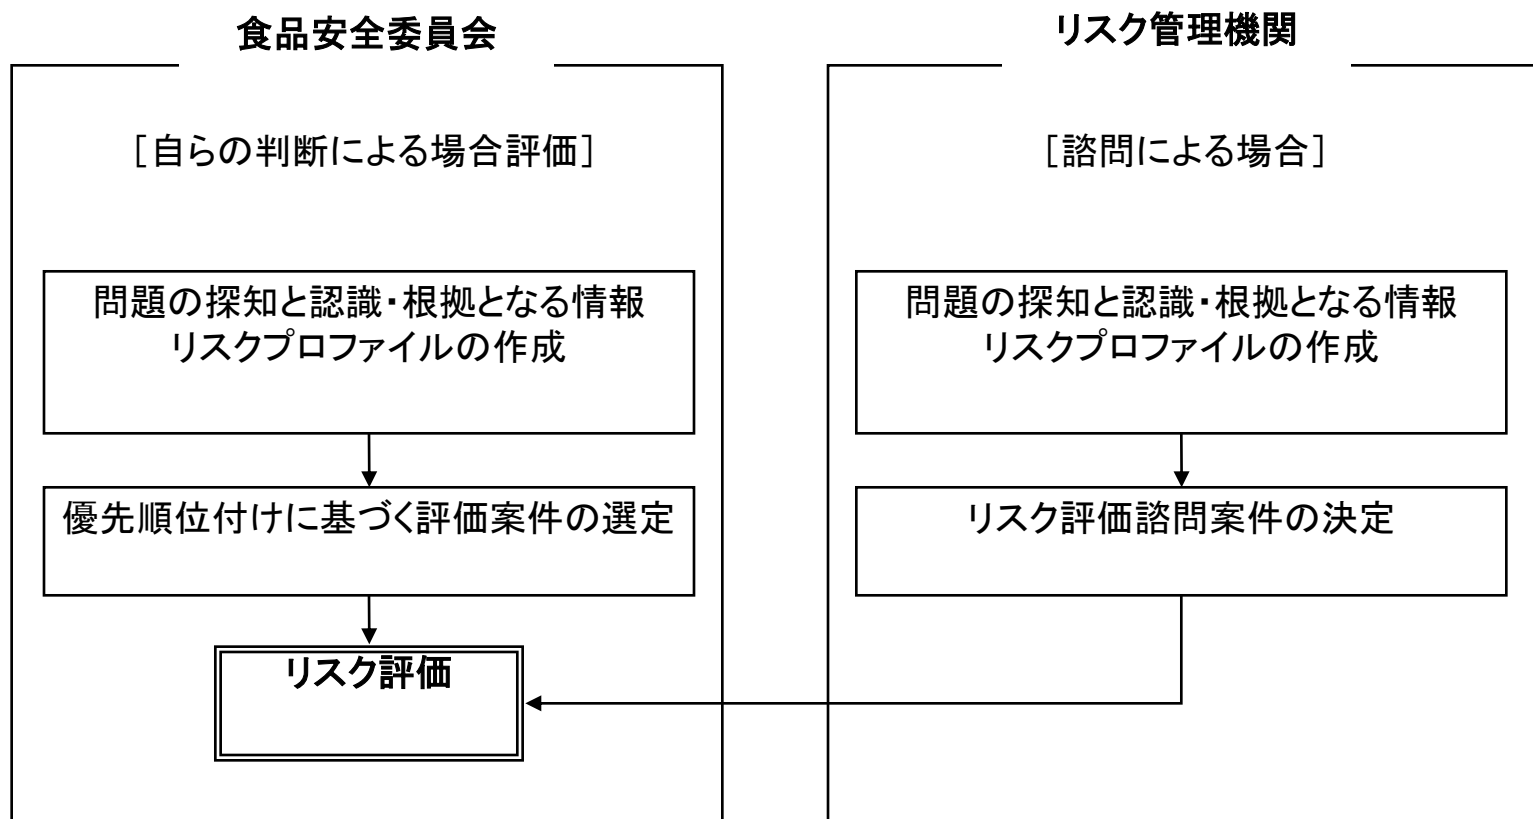 食品安全委員会
[自らの判断による場合評価]
問題の探知と認識・根拠となる情報
リスクプロファイルの作成
優先順位付けに基づく評価案件の選定
リスク評価
リスク管理機関
[諮問による場合]
問題の探知と認識・根拠となる情報
リスクプロファイルの作成
リスク評価諮問案件の決定